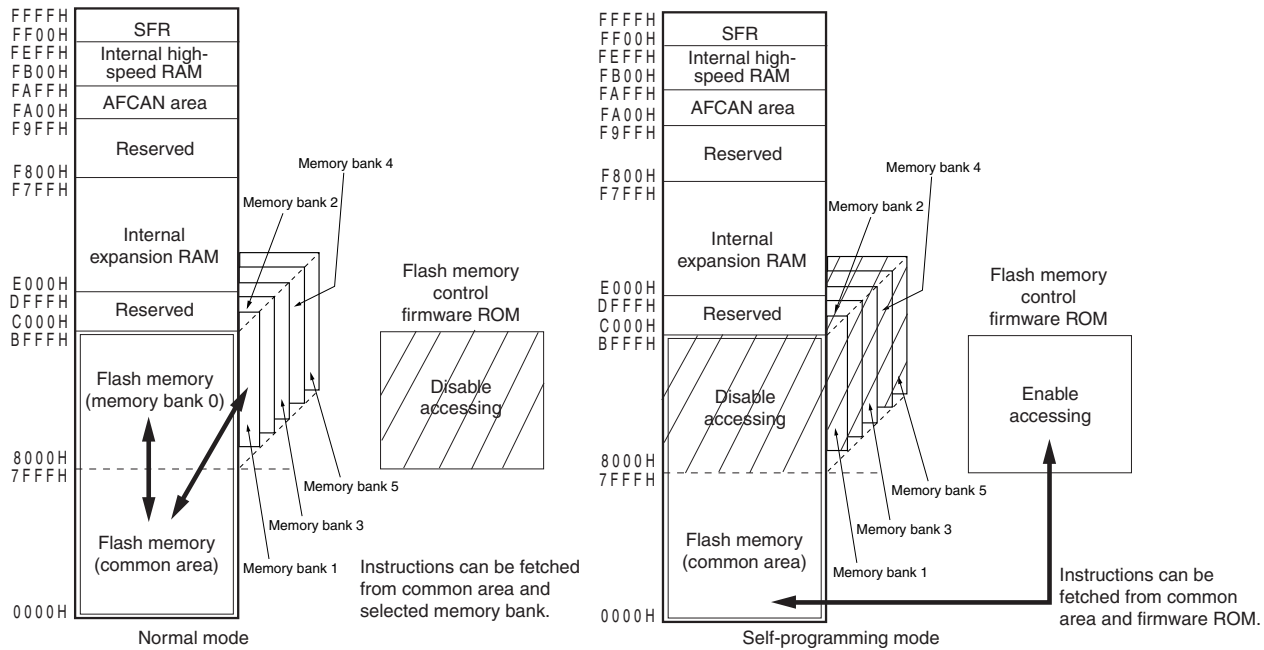 FFFFH
SFR
FF00H
FEFFH
Internal high-
speed RAM
FB00H
FAFFH
AFCAN area
FA00H
F9FFH
Reserved
F800H
F7FFH
Memory bank 4
Memory bank 2
Internal
expansion RAM
E000H
DFFFH
Reserved
C000H
BFFFH
Flash memory
control
firmware ROM
Flash memory
(memory bank 0)
Disable
accessing
8000H
7FFFH
Memory bank 5
Memory bank 3
Flash memory
(common area)
Memory bank 1
Instructions can be fetched
from common area and
selected memory bank.
0000H
Normal mode
FFFFH
SFR
FF00H
FEFFH
Internal high-
speed RAM
FB00H
FAFFH
AFCAN area
FA00H
F9FFH
Reserved
F800H
F7FFH
Memory bank 4
Memory bank 2
Internal
expansion RAM
E000H
DFFFH
Reserved
C000H
BFFFH
Flash memory
control
firmware ROM
Disable
accessing
Enable
accessing
8000H
7FFFH
Memory bank 5
Memory bank 3
Flash memory
(common area)
Memory bank 1
Instructions can be
fetched from common
area and firmware ROM.
0000H
Self-programming mode